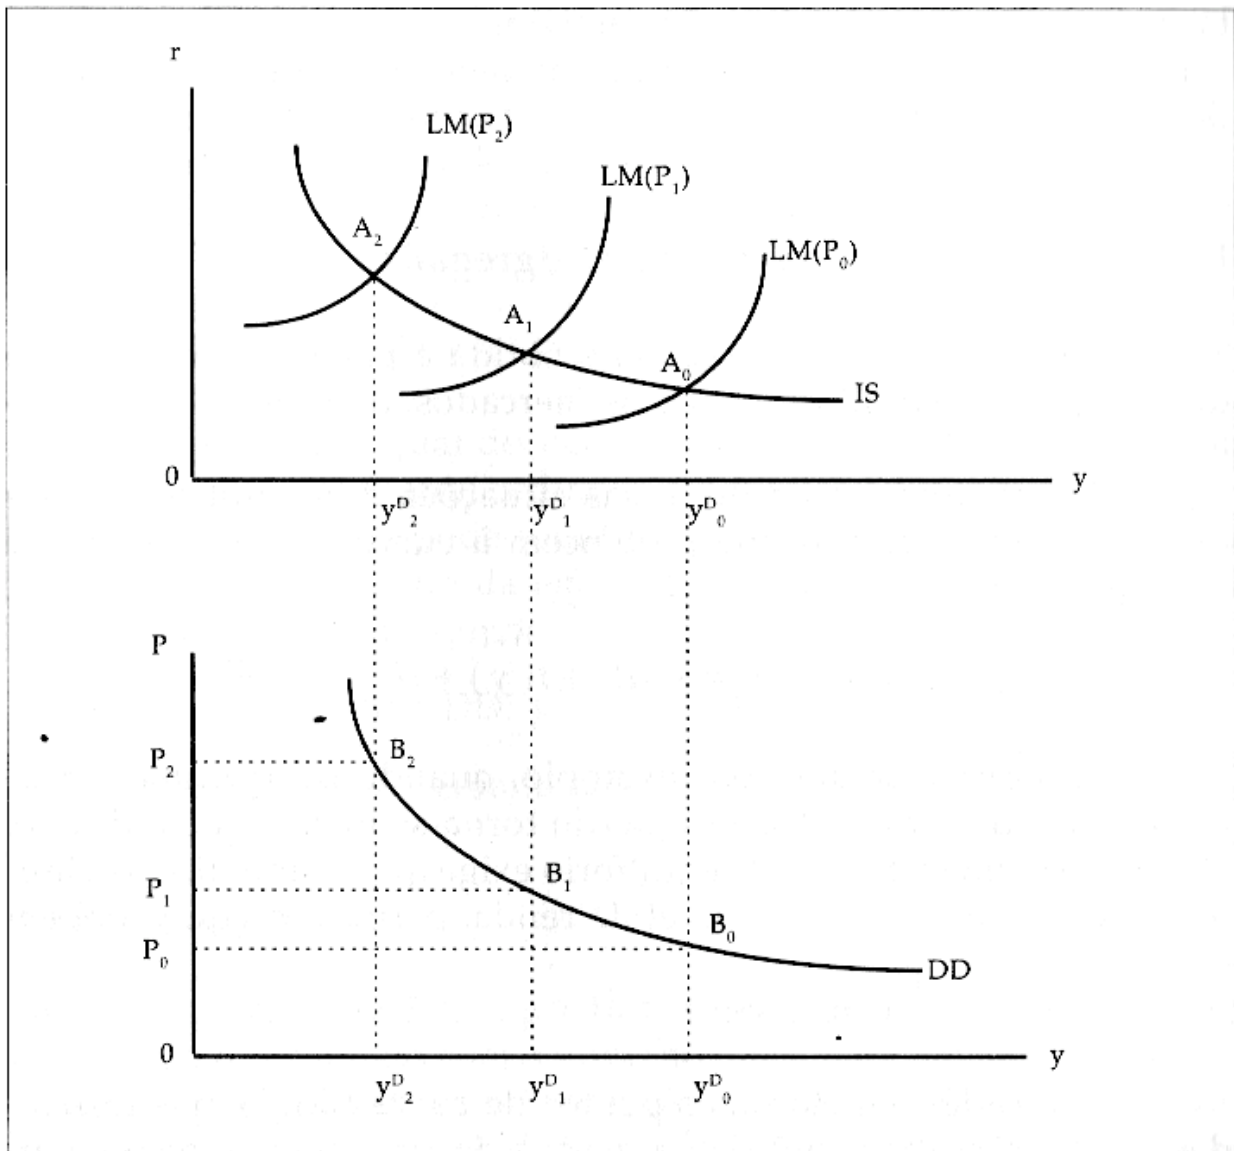 r
LM(P₂)
LM(P₁)
A₂
LM(P₀)
A₁
A₀
IS
0
y
yᴰ₂ yᴰ₁ yᴰ₀
P
P₂
B₂
P₁
B₁
P₀
B₀
DD
0
y
yᴰ₂ yᴰ₁ yᴰ₀